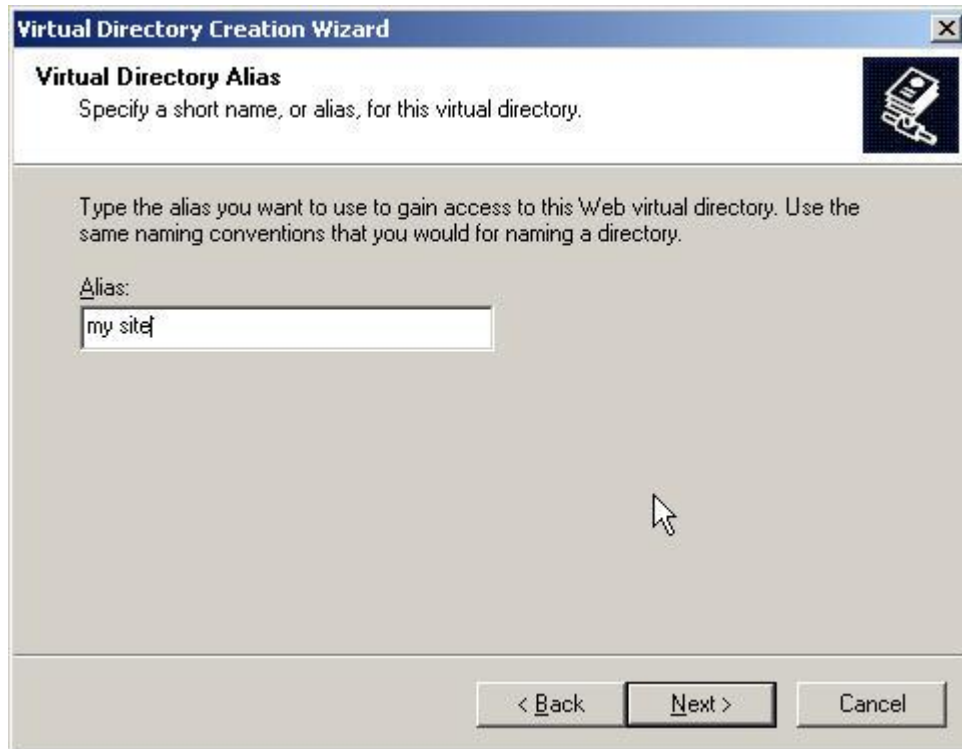 Virtual Directory Creation Wizard
Virtual Directory Alias
Specify a short name, or alias, for this virtual directory.
Type the alias you want to use to gain access to this Web virtual directory. Use the
same naming conventions that you would for naming a directory.
Alias:
my site
< Back Next > Cancel